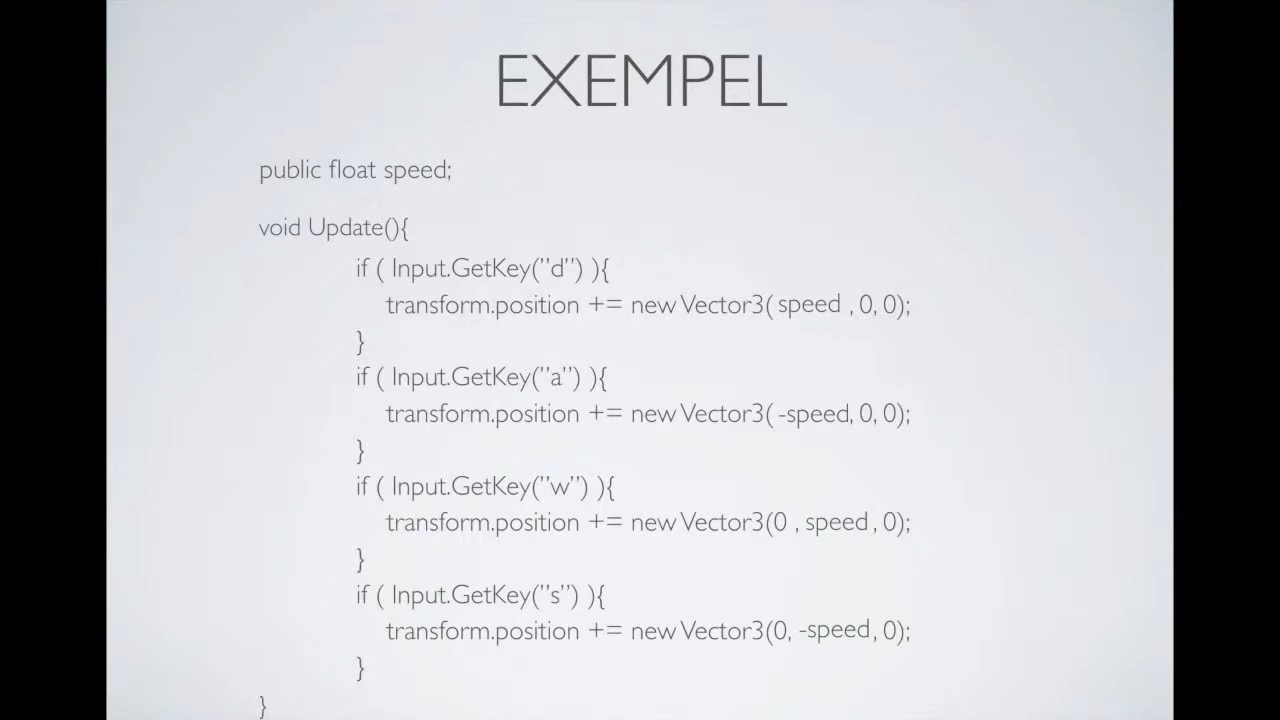 EXEMPEL
public float speed;
void Update(){
if ( Input.GetKey(”d”) ){
transform.position += new Vector3( speed , 0, 0);
}
if ( Input.GetKey(”a”) ){
transform.position += new Vector3( -speed, 0, 0);
}
if ( Input.GetKey(”w”) ){
transform.position += new Vector3(0 , speed , 0);
}
if ( Input.GetKey(”s”) ){
transform.position += new Vector3(0, -speed , 0);
}
}